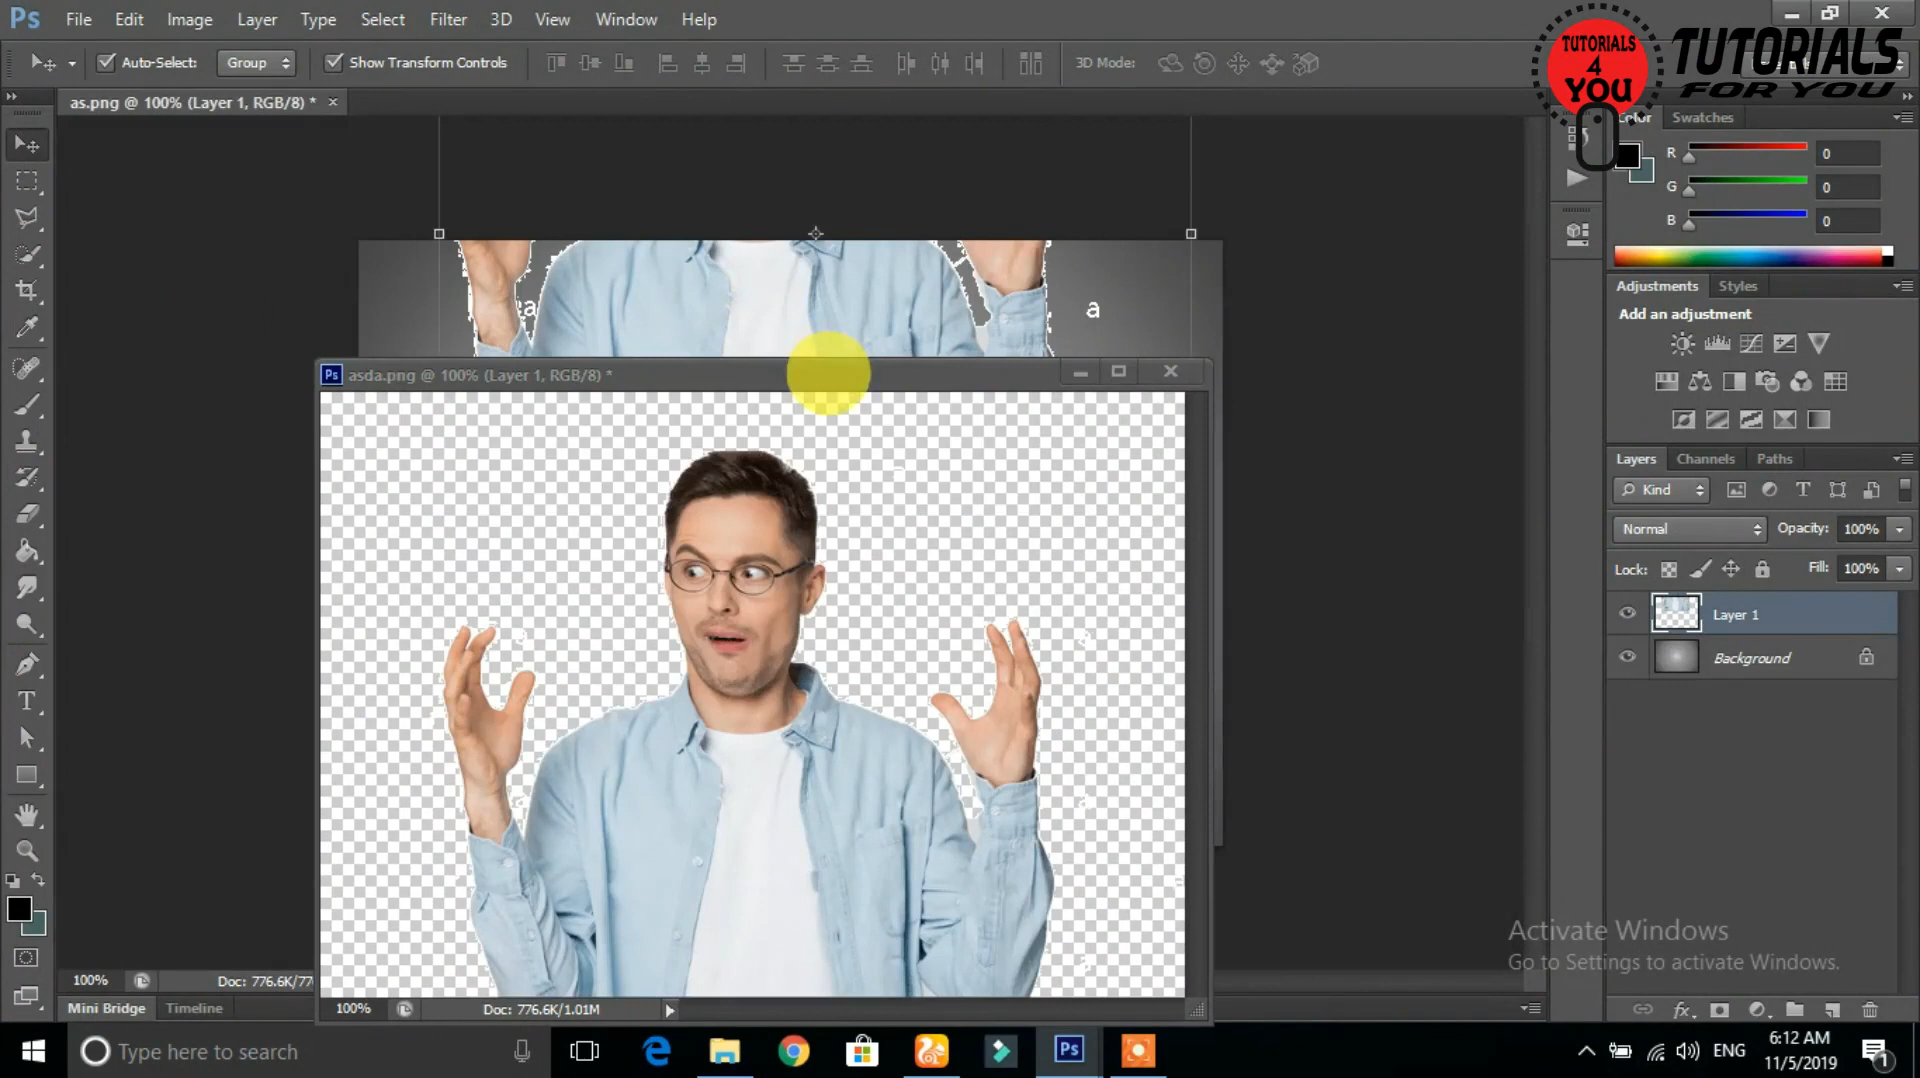 Ps File Edit Image Layer Type Select Filter 3D View Window Help
Auto-Select: Group Show Transform Controls 3D Mode:
TUTORIALS
4
YOU
TUTORIALS
FOR YOU
as.png @ 100% (Layer 1, RGB/8) *
Color Swatches
R 0
G 0
B 0
Adjustments Styles
Add an adjustment
a
a
Ps asda.png @ 100% (Layer 1, RGB/8) *
Layers Channels Paths
Kind
Normal Opacity: 100%
Lock: Fill: 100%
Layer 1
Background
a
a
a
a
Activate Windows
Go to Settings to activate Windows.
100% Doc: 776.6K/77
100% Doc: 776.6K/1.01M
Mini Bridge Timeline
Type here to search
Ps
ENG
6:12 AM
11/5/2019
1